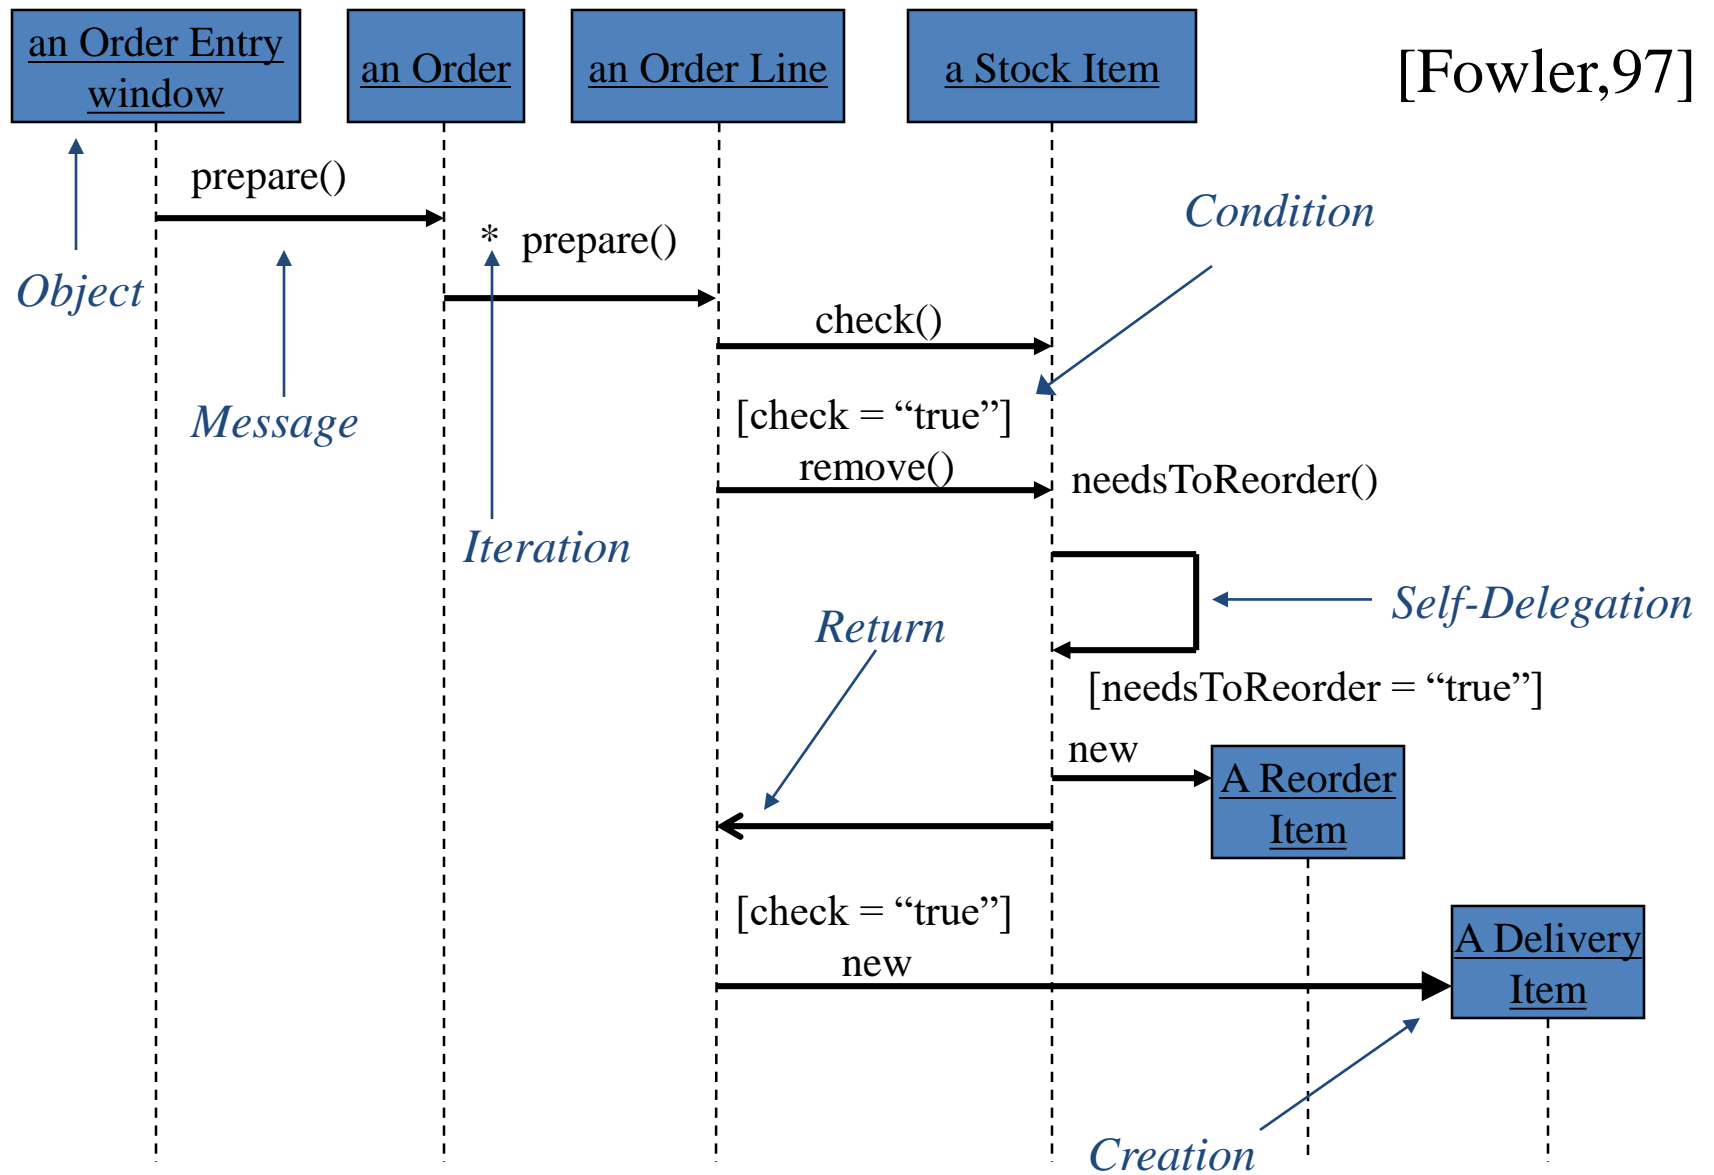 an Order Entry
window
an Order
an Order Line
a Stock Item
[Fowler,97]
prepare()
* prepare()
Condition
Object
check()
Message
[check = “true”]
remove()
needsToReorder()
Iteration
Self-Delegation
Return
[needsToReorder = “true”]
new
A Reorder
Item
[check = “true”]
new
A Delivery
Item
Creation